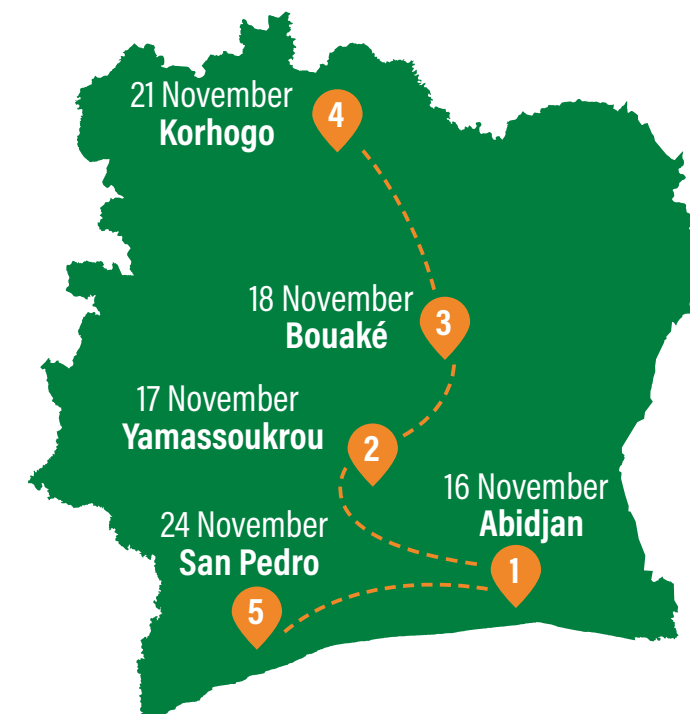 21 November
Korhogo
4
18 November
Bouaké
3
17 November
Yamassoukrou
2
16 November
Abidjan
1
24 November
San Pedro
5